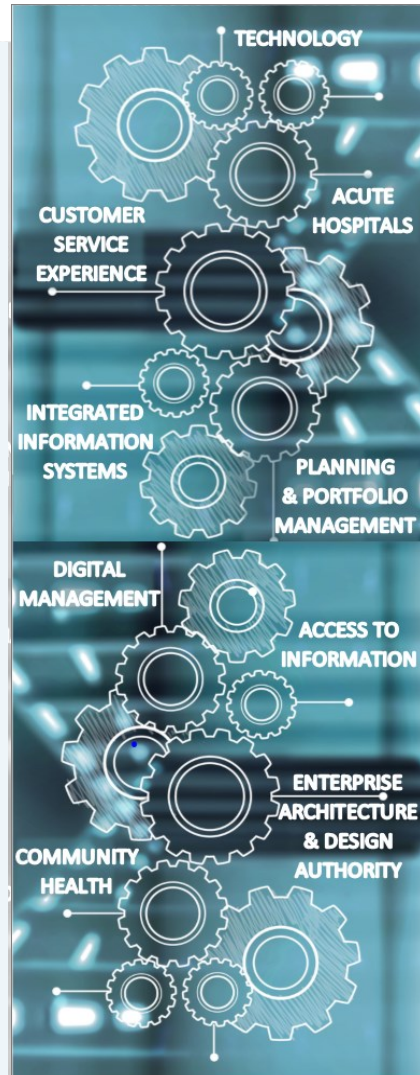 TECHNOLOGY
ACUTE
HOSPITALS
CUSTOMER
SERVICE
EXPERIENCE
INTEGRATED
INFORMATION
SYSTEMS
PLANNING
& PORTFOLIO
MANAGEMENT
DIGITAL
MANAGEMENT
ACCESS TO
INFORMATION
ENTERPRISE
ARCHITECTURE
& DESIGN
AUTHORITY
COMMUNITY
HEALTH